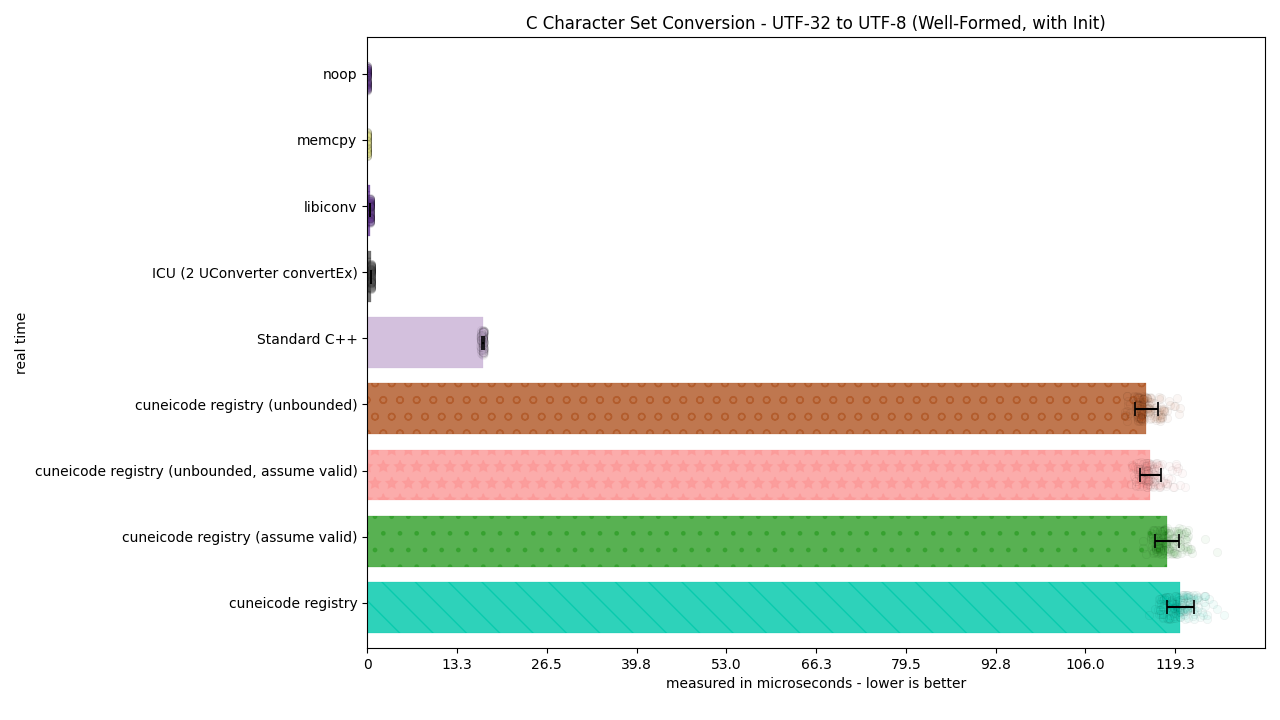 C Character Set Conversion - UTF-32 to UTF-8 (Well-Formed, with Init)
real time
noop
memcpy
libiconv
ICU (2 UConverter convertEx)
Standard C++
cuneicode registry (unbounded)
cuneicode registry (unbounded, assume valid)
cuneicode registry (assume valid)
cuneicode registry
0 13.3 26.5 39.8 53.0 66.3 79.5 92.8 106.0 119.3
measured in microseconds - lower is better